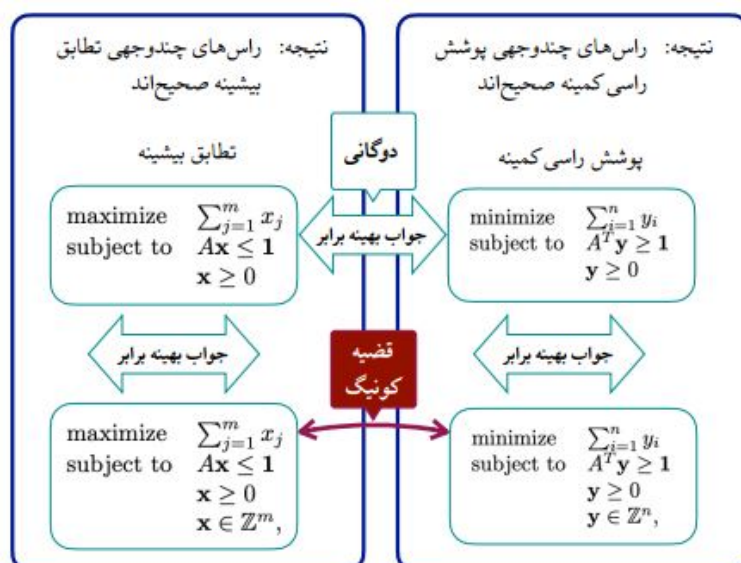 نتیجه: راس‌های چندوجهی پوشش
راسی کمینه صحیح‌اند
نتیجه: راس‌های چندوجهی تطابق
بیشینه صحیح‌اند
دوگانی
پوشش راسی کمینه
تطابق بیشینه
minimize ∑_{i=1}^{n} y_i
subject to A^T y ≥ 1
y ≥ 0
جواب بهینه برابر
maximize ∑_{j=1}^{m} x_j
subject to Ax ≤ 1
x ≥ 0
جواب بهینه برابر
قضیه
کونیگ
جواب بهینه برابر
minimize ∑_{i=1}^{n} y_i
subject to A^T y ≥ 1
y ≥ 0
y ∈ ℤ^n,
maximize ∑_{j=1}^{m} x_j
subject to Ax ≤ 1
x ≥ 0
x ∈ ℤ^m,